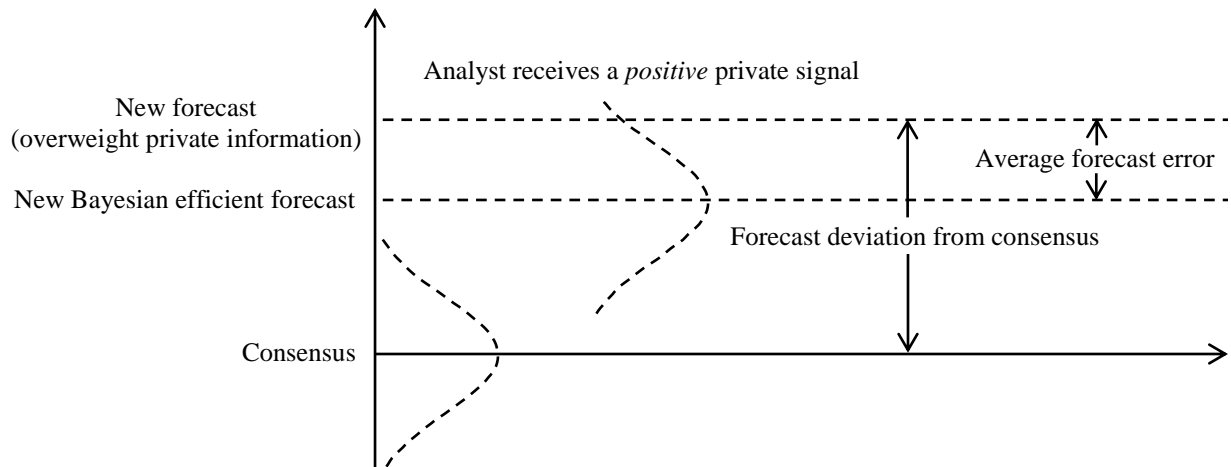 Analyst receives a positive private signal
New forecast
(overweight private information)
Average forecast error
New Bayesian efficient forecast
Forecast deviation from consensus
Consensus